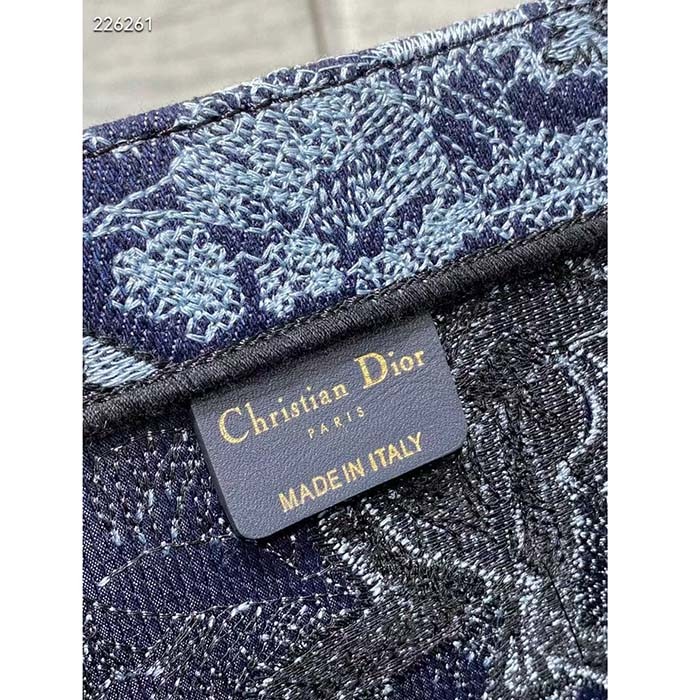 226261
Christian Dior
PARIS
MADE IN ITALY